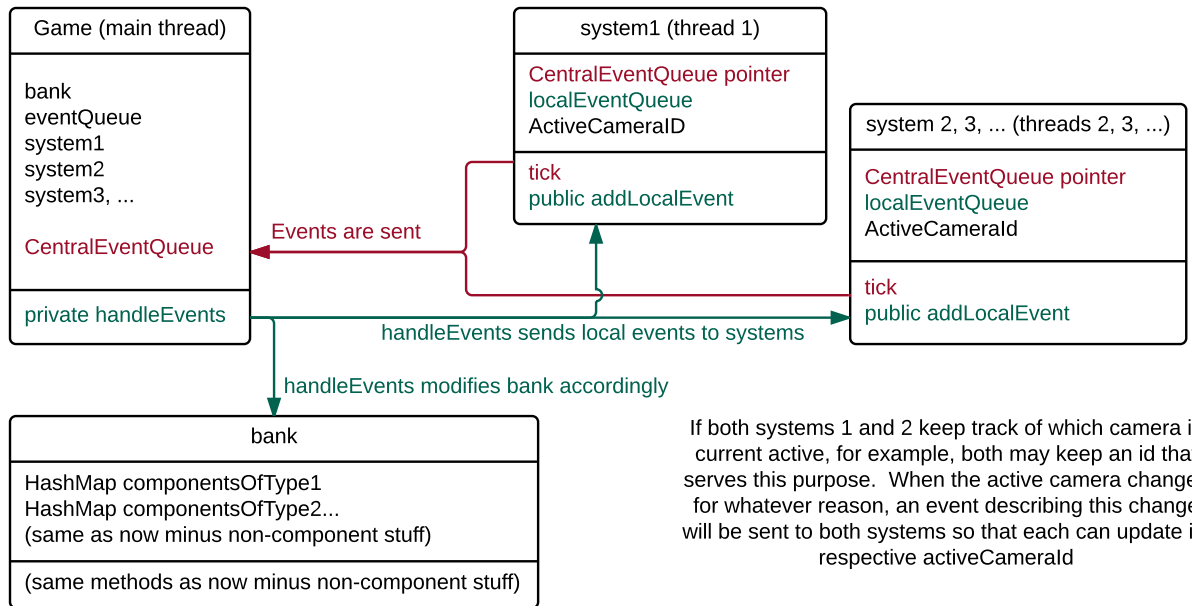 Game (main thread)
bank
eventQueue
system1
system2
system3, ...
CentralEventQueue
private handleEvents
system1 (thread 1)
CentralEventQueue pointer
localEventQueue
ActiveCameraID
tick
public addLocalEvent
system 2, 3, ... (threads 2, 3, ...)
CentralEventQueue pointer
localEventQueue
ActiveCameraId
tick
public addLocalEvent
Events are sent
handleEvents sends local events to systems
handleEvents modifies bank accordingly
bank
HashMap componentsOfType1
HashMap componentsOfType2...
(same as now minus non-component stuff)
(same methods as now minus non-component stuff)
If both systems 1 and 2 keep track of which camera i
current active, for example, both may keep an id tha
serves this purpose. When the active camera change
for whatever reason, an event describing this change
will be sent to both systems so that each can update i
respective activeCameraId